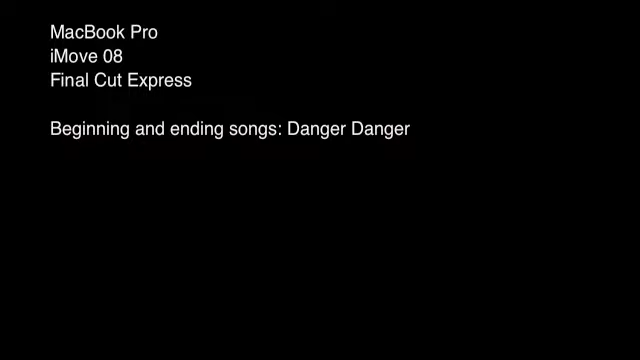 MacBook Pro
iMove 08
Final Cut Express
Beginning and ending songs: Danger Danger